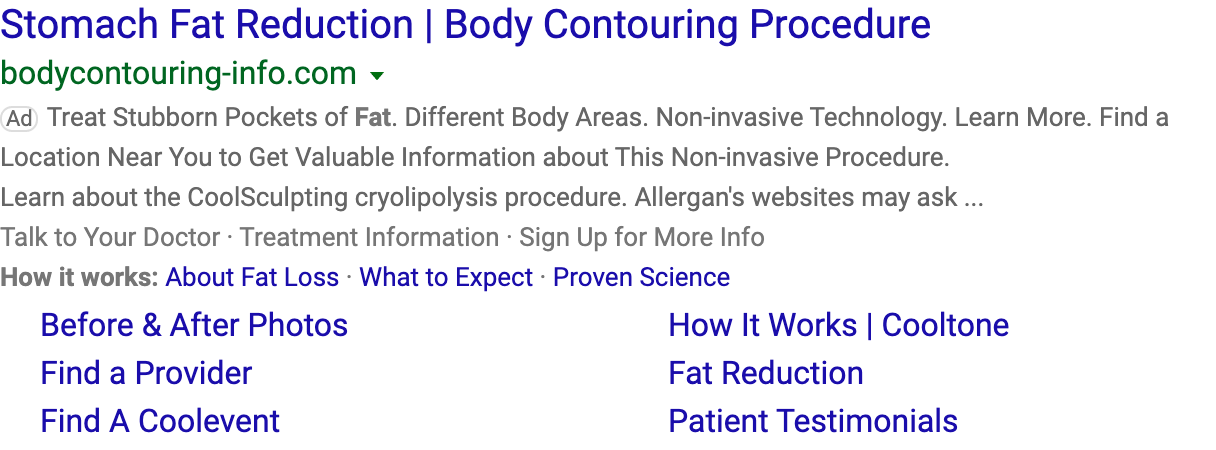 Stomach Fat Reduction | Body Contouring Procedure
bodycontouring-info.com
Ad Treat Stubborn Pockets of Fat. Different Body Areas. Non-invasive Technology. Learn More. Find a
Location Near You to Get Valuable Information about This Non-invasive Procedure.
Learn about the CoolSculpting cryolipolysis procedure. Allergan's websites may ask ...
Talk to Your Doctor · Treatment Information · Sign Up for More Info
How it works: About Fat Loss · What to Expect · Proven Science
Before & After Photos
How It Works | Cooltone
Find a Provider
Fat Reduction
Find A Coolevent
Patient Testimonials